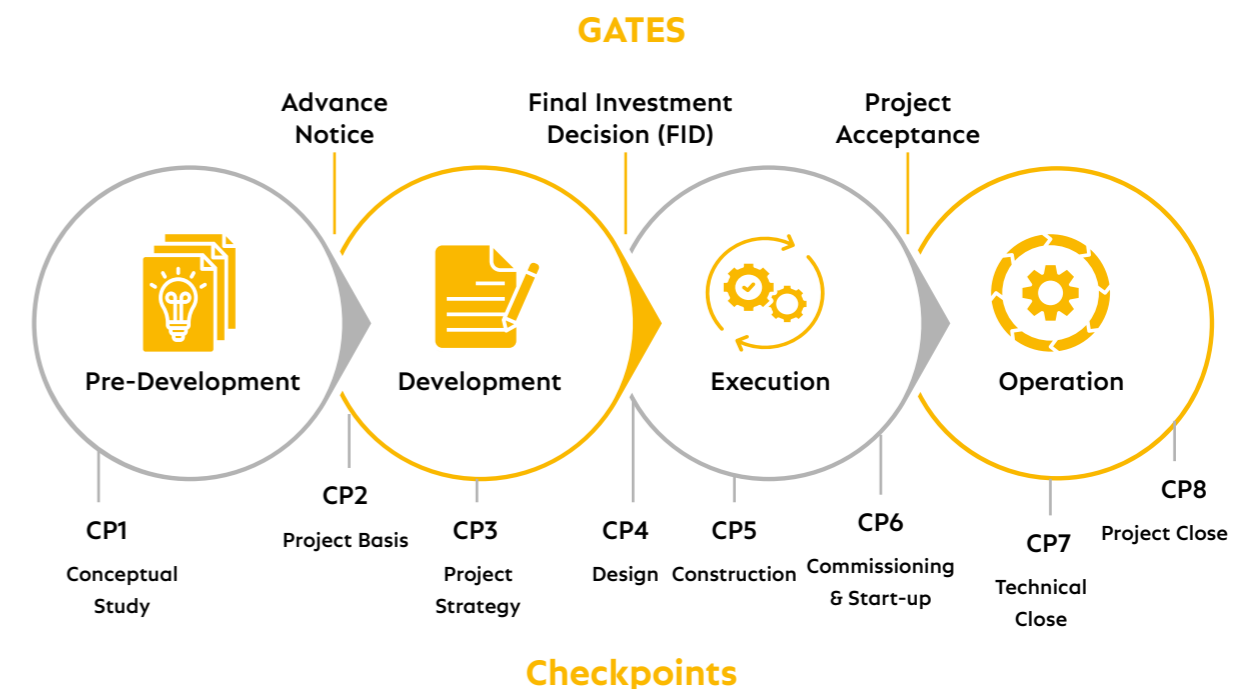 GATES
Advance
Notice
Final Investment
Decision (FID)
Project
Acceptance
Pre-Development
Development
Execution
Operation
CP1
Conceptual
Study
CP2
Project Basis
CP3
Project
Strategy
CP4
Design
CP5
Construction
CP6
Commissioning
& Start-up
CP7
Technical
Close
CP8
Project Close
Checkpoints